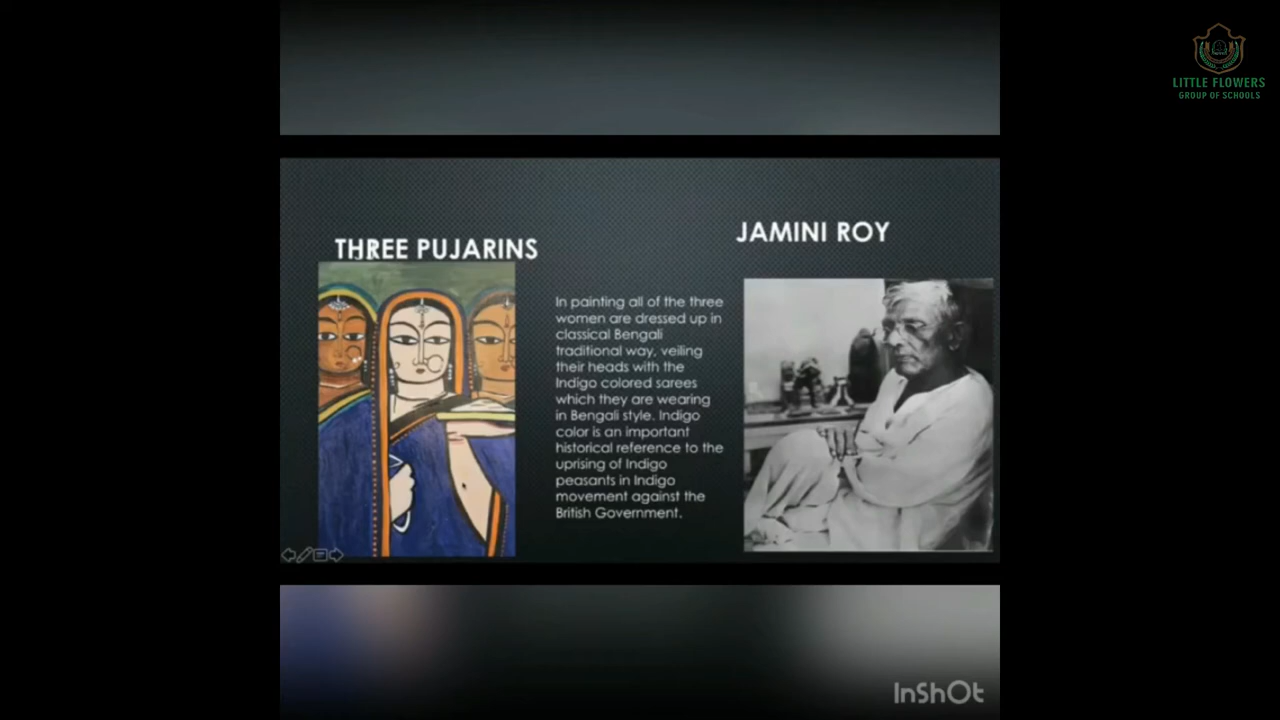 LITTLE FLOWERS
GROUP OF SCHOOLS
THREE PUJARINS
JAMINI ROY
In painting all of the three
women are dressed up in
classical Bengali
traditional way, veiling
their heads with the
Indigo colored sarees
which they are wearing
in Bengali style. Indigo
color is an important
historical reference to the
uprising of Indigo
peasants in Indigo
movement against the
British Government.
InShOt